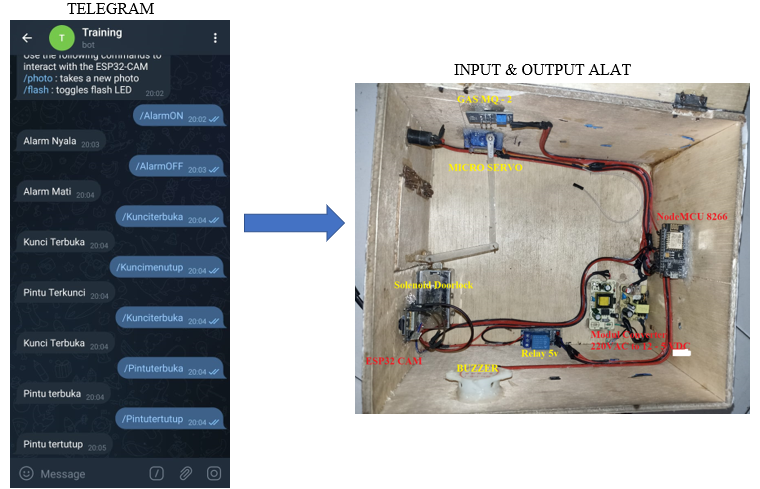 TELEGRAM
T
Training
bot
Use the following commands to
interact with the ESP32-CAM
/photo : takes a new photo
/flash : toggles flash LED
20:02
/AlarmON
20:02
Alarm Nyala
20:03
/AlarmOFF
20:03
Alarm Mati
20:04
/Kunciterbuka
20:04
Kunci Terbuka
20:04
/Kuncimenutup
20:04
Pintu Terkunci
20:04
/Kunciterbuka
20:04
Kunci Terbuka
20:04
/Pintuterbuka
20:04
Pintu terbuka
20:04
/Pintutertutup
20:04
Pintu tertutup
20:05
Message
INPUT & OUTPUT ALAT
GAS MQ - 2
MICRO SERVO
NodeMCU 8266
Solenoid Doorlock
ESP32 CAM
Relay 5v
220VAC
BUZZER